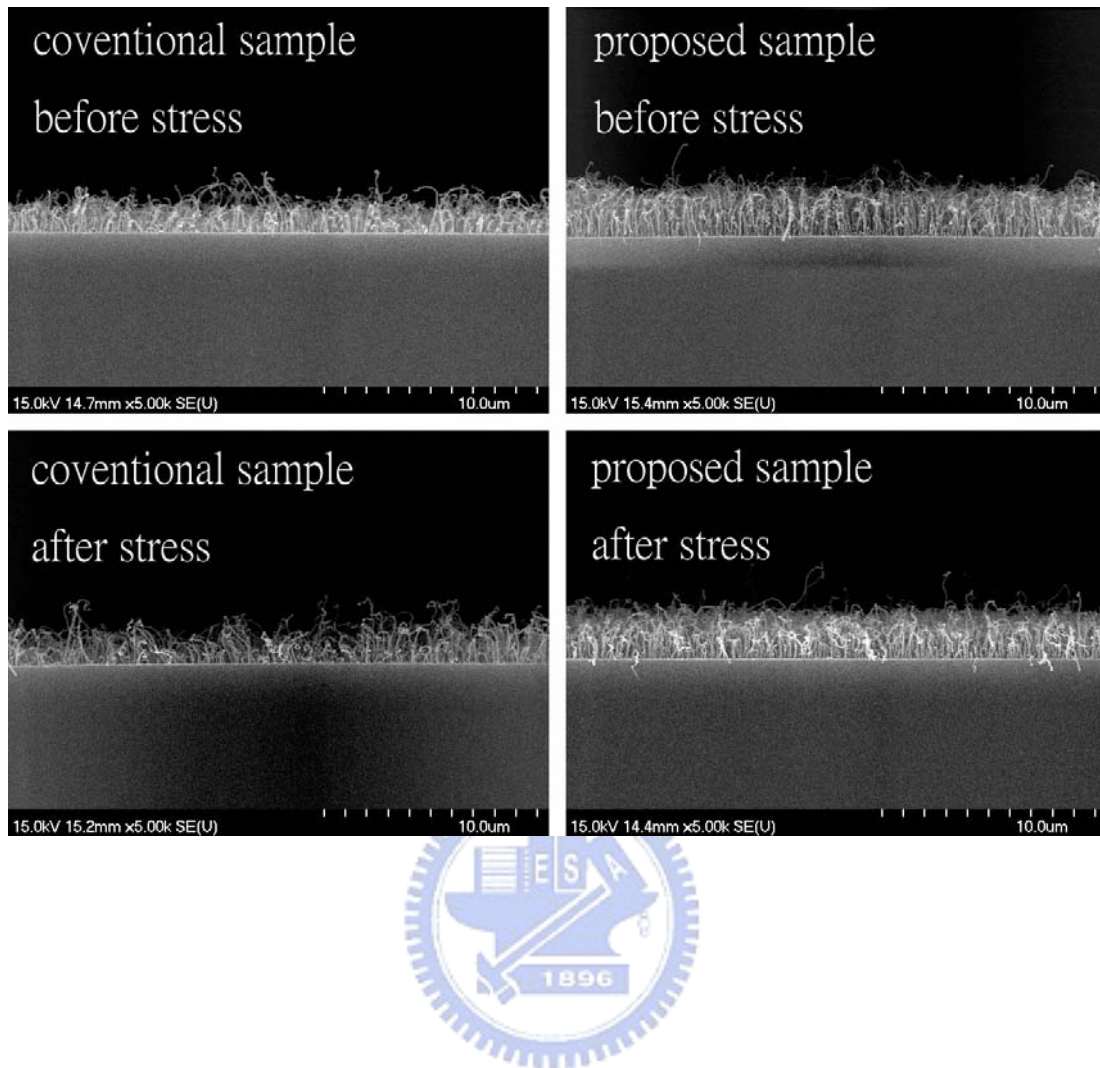 coventional sample
before stress
15.0kV 14.7mm x5.00k SE(U)
10.0um
proposed sample
before stress
15.0kV 15.4mm x5.00k SE(U)
10.0um
coventional sample
after stress
15.0kV 15.2mm x5.00k SE(U)
10.0um
proposed sample
after stress
15.0kV 14.4mm x5.00k SE(U)
10.0um
ESA
1896